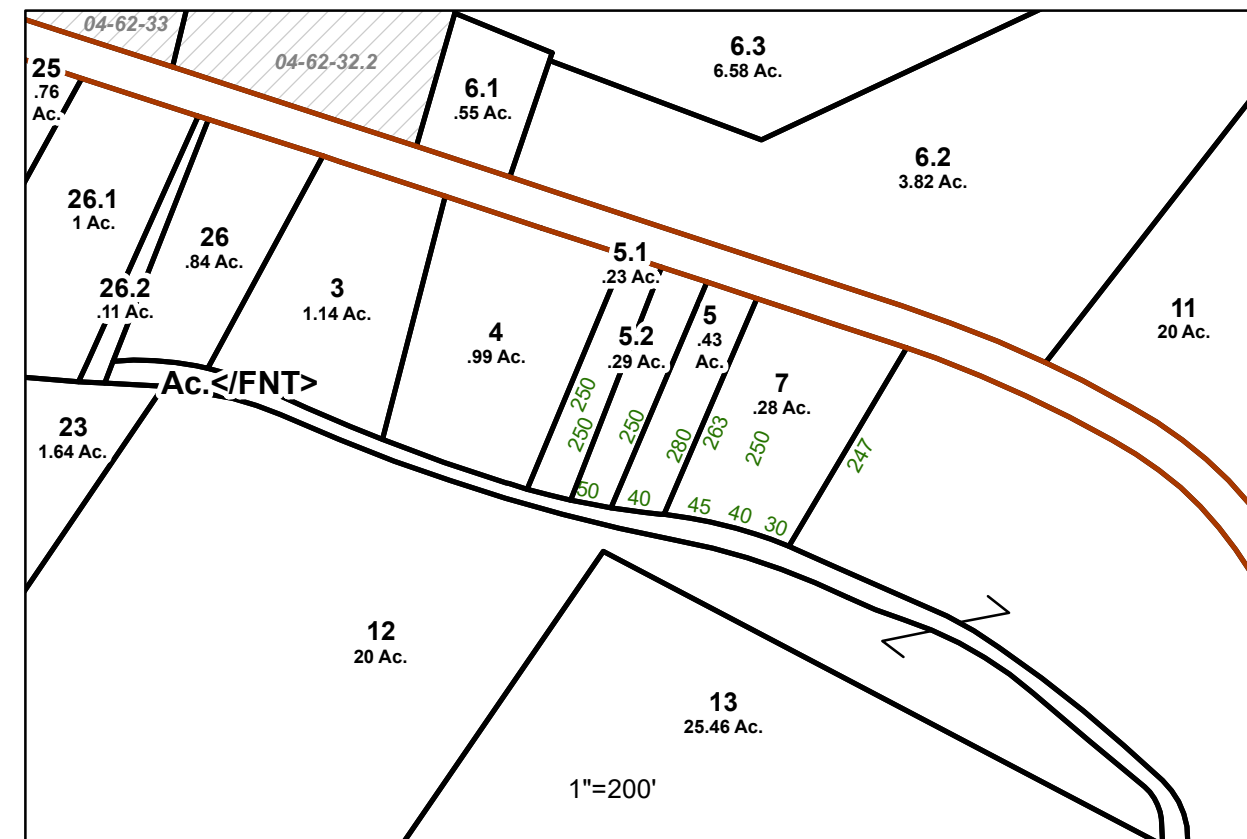 04-62-33
04-62-32.2
6.3
6.58 Ac.
25
.76
Ac.
6.1
.55 Ac.
6.2
3.82 Ac.
26.1
1 Ac.
26
.84 Ac.
5.1
.23 Ac.
26.2
.11 Ac.
3
1.14 Ac.
4
.99 Ac.
5.2
.29 Ac.
5
.43
Ac.
11
20 Ac.
7
.28 Ac.
Ac.</FNT>
250
250
250
280
263
250
247
23
1.64 Ac.
50
40
45
40
30
12
20 Ac.
13
25.46 Ac.
1"=200'